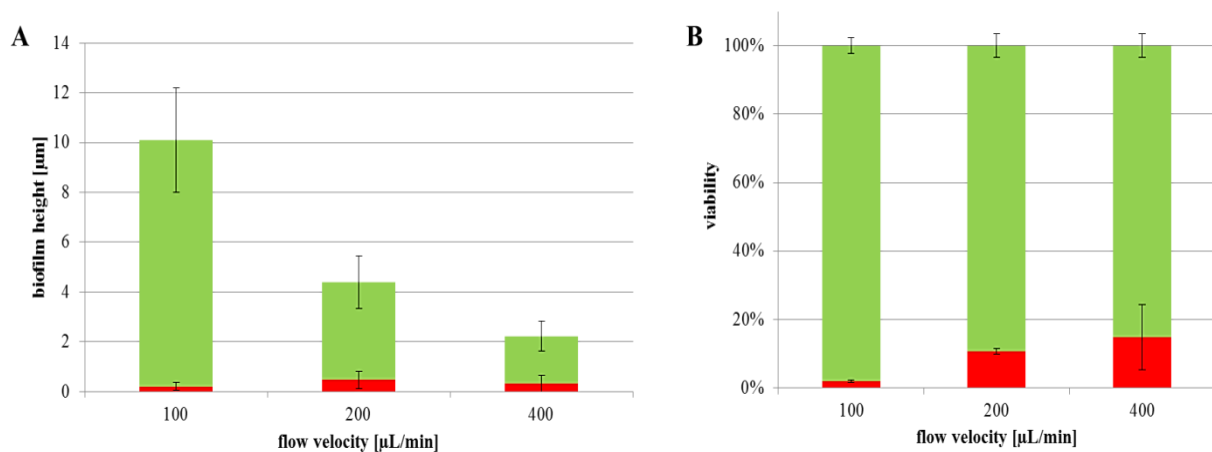 A
14
12
10
8
6
4
2
0
biofilm height [µm]
100 200 400
flow velocity [µL/min]
B
100%
80%
60%
40%
20%
0%
viability
100 200 400
flow velocity [µL/min]